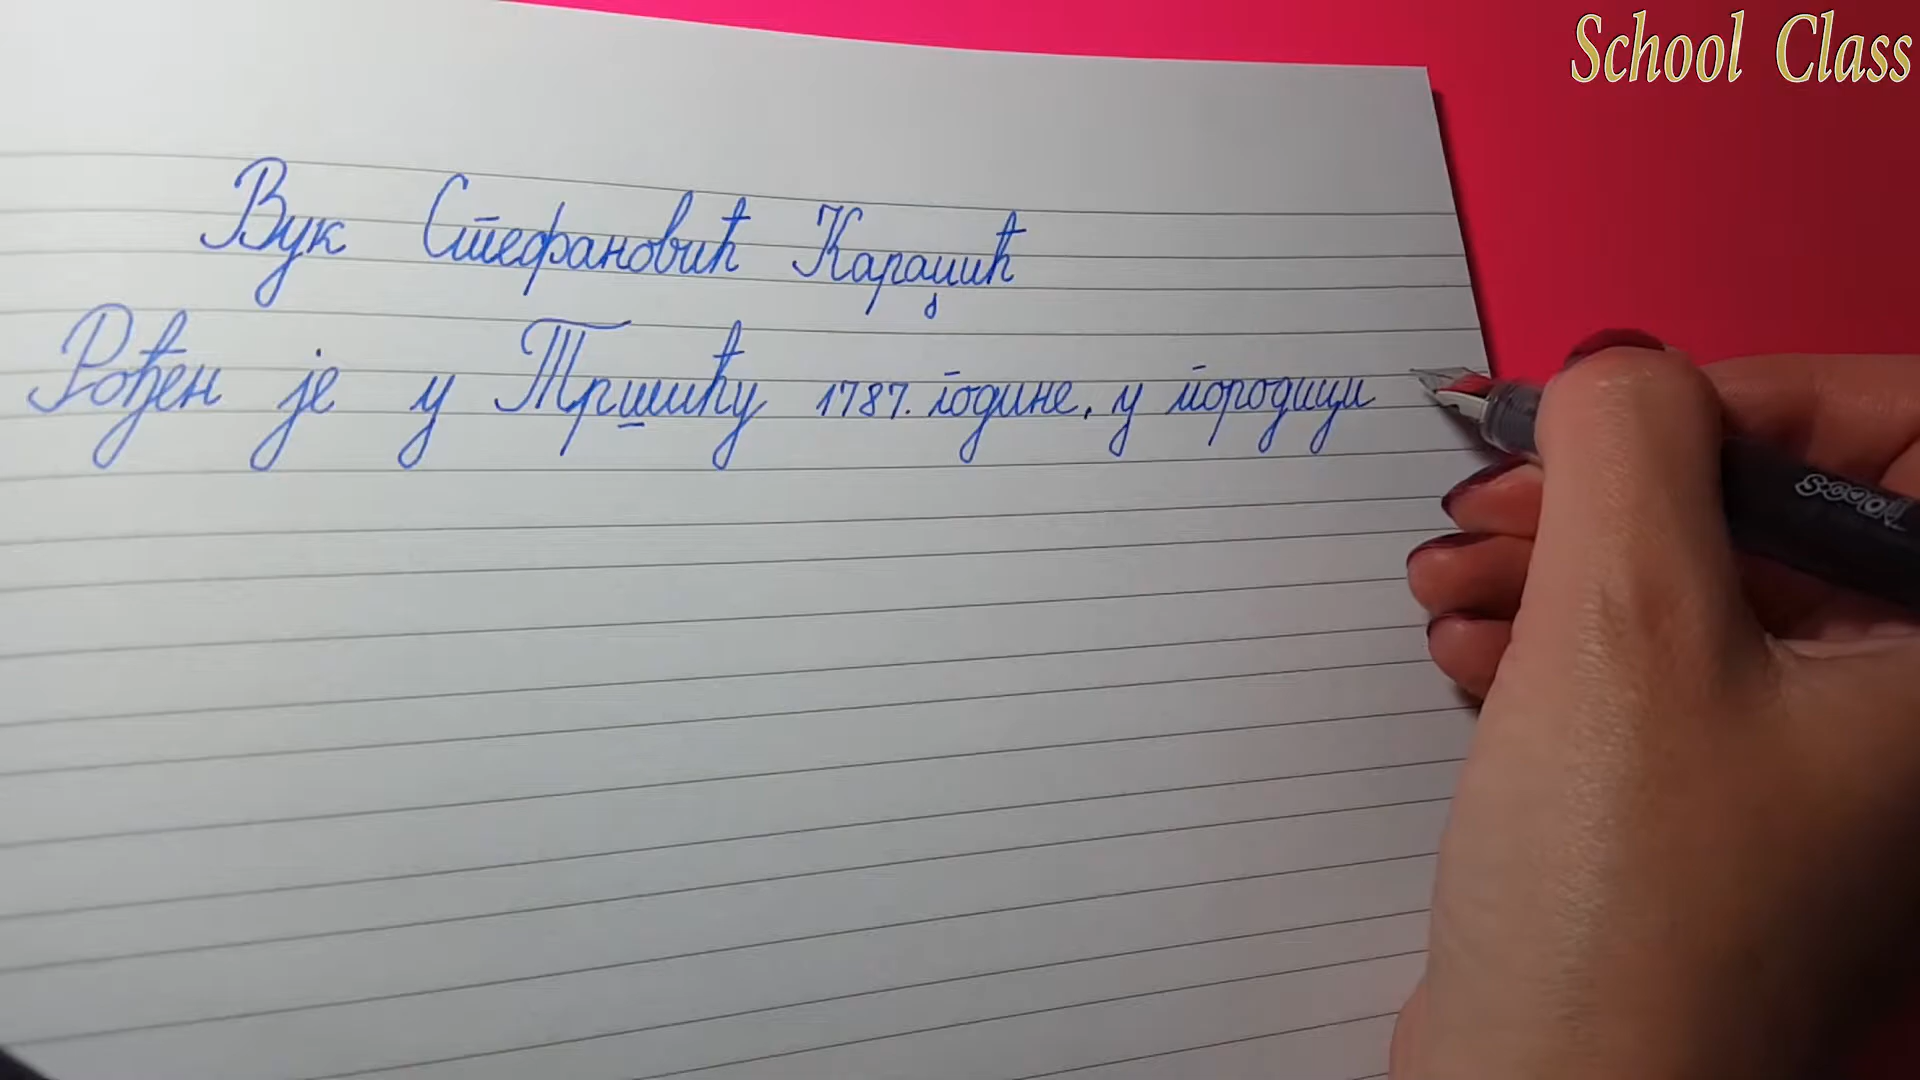 School Class
Вук Стефановић Караџић
Рођен је у Тршићу 1787. године, у породици